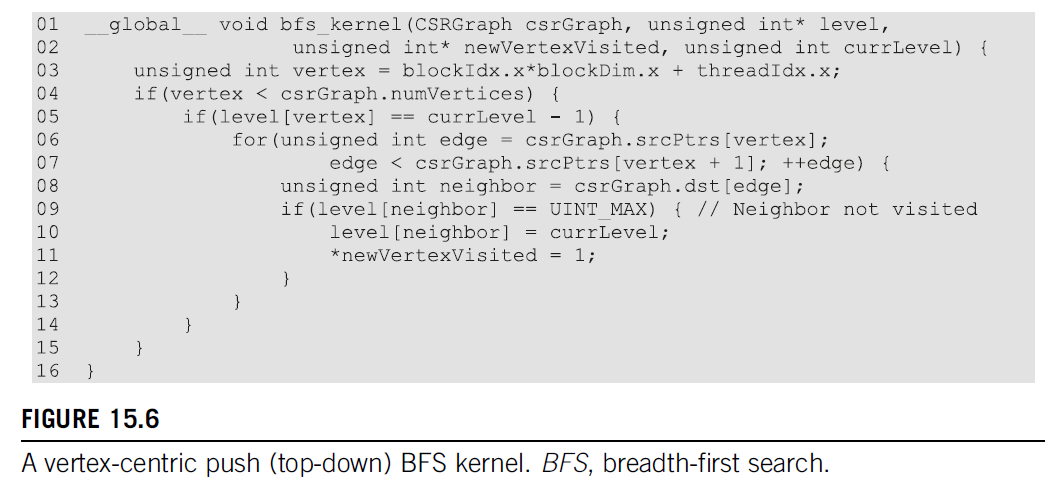 01  __global__ void bfs_kernel(CSRGraph csrGraph, unsigned int* level,
02                  unsigned int* newVertexVisited, unsigned int currLevel) {
03      unsigned int vertex = blockIdx.x*blockDim.x + threadIdx.x;
04      if(vertex < csrGraph.numVertices) {
05          if(level[vertex] == currLevel - 1) {
06              for(unsigned int edge = csrGraph.srcPtrs[vertex];
07                      edge < csrGraph.srcPtrs[vertex + 1]; ++edge) {
08                  unsigned int neighbor = csrGraph.dst[edge];
09                  if(level[neighbor] == UINT_MAX) { // Neighbor not visited
10                      level[neighbor] = currLevel;
11                      *newVertexVisited = 1;
12                  }
13              }
14          }
15      }
16  }
FIGURE 15.6
A vertex-centric push (top-down) BFS kernel. BFS, breadth-first search.